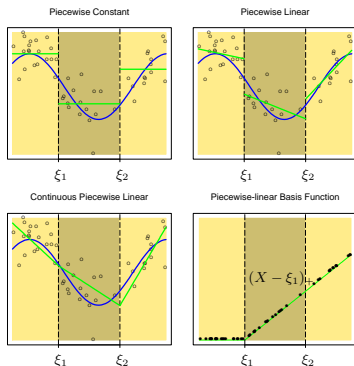 Piecewise Constant
Piecewise Linear
ξ1 ξ2
ξ1 ξ2
Continuous Piecewise Linear
Piecewise-linear Basis Function
(X − ξ1)+
ξ1 ξ2
ξ1 ξ2